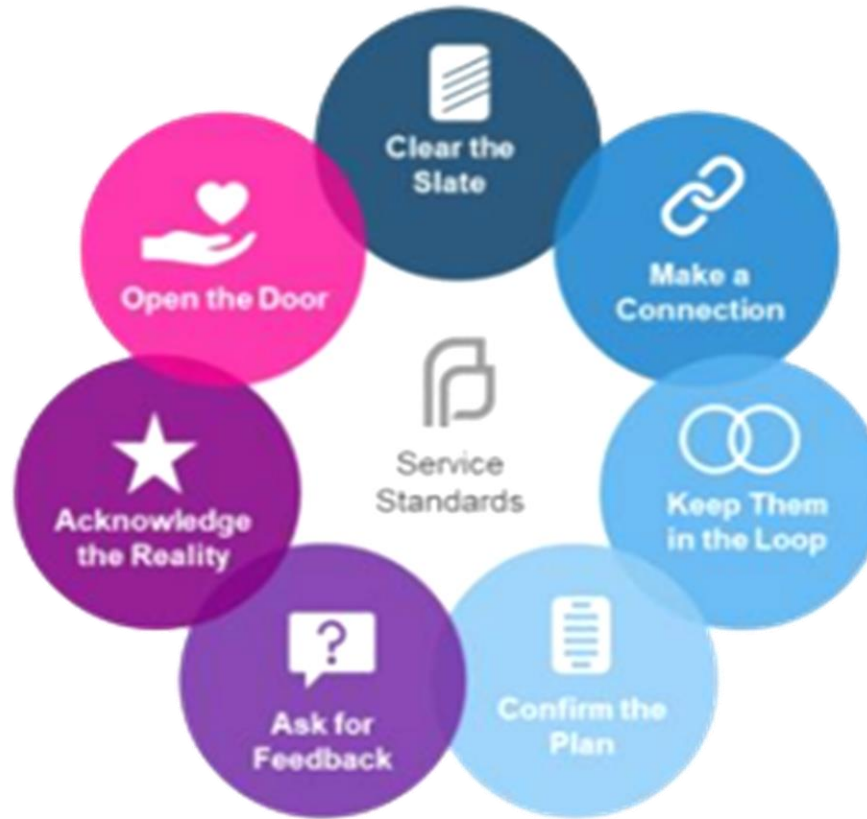 Clear the
Slate
Make a
Connection
Keep Them
in the Loop
Confirm the
Plan
?
Ask for
Feedback
Acknowledge
the Reality
Open the Door
Service
Standards